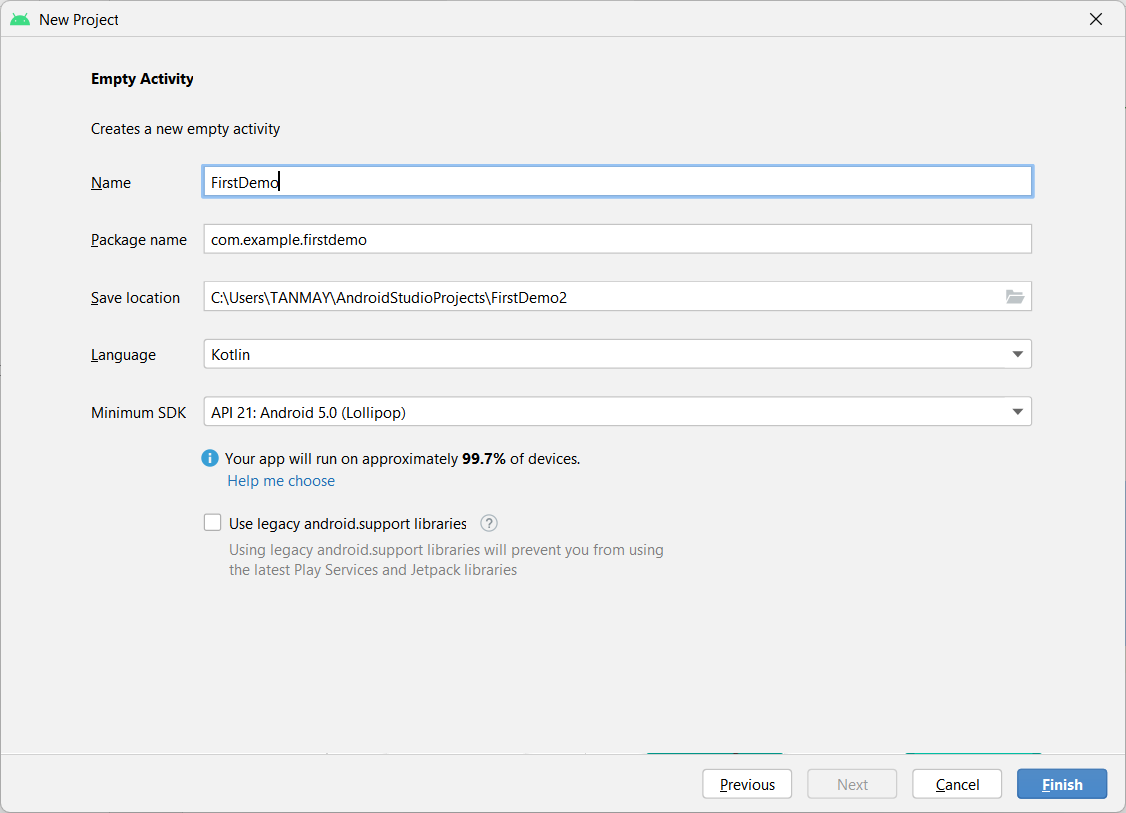 New Project
Empty Activity
Creates a new empty activity
Name FirstDemo
Package name com.example.firstdemo
Save location C:\Users\TANMAY\AndroidStudioProjects\FirstDemo2
Language Kotlin
Minimum SDK API 21: Android 5.0 (Lollipop)
i Your app will run on approximately 99.7% of devices.
Help me choose
Use legacy android.support libraries ?
Using legacy android.support libraries will prevent you from using
the latest Play Services and Jetpack libraries
Previous Next Cancel Finish